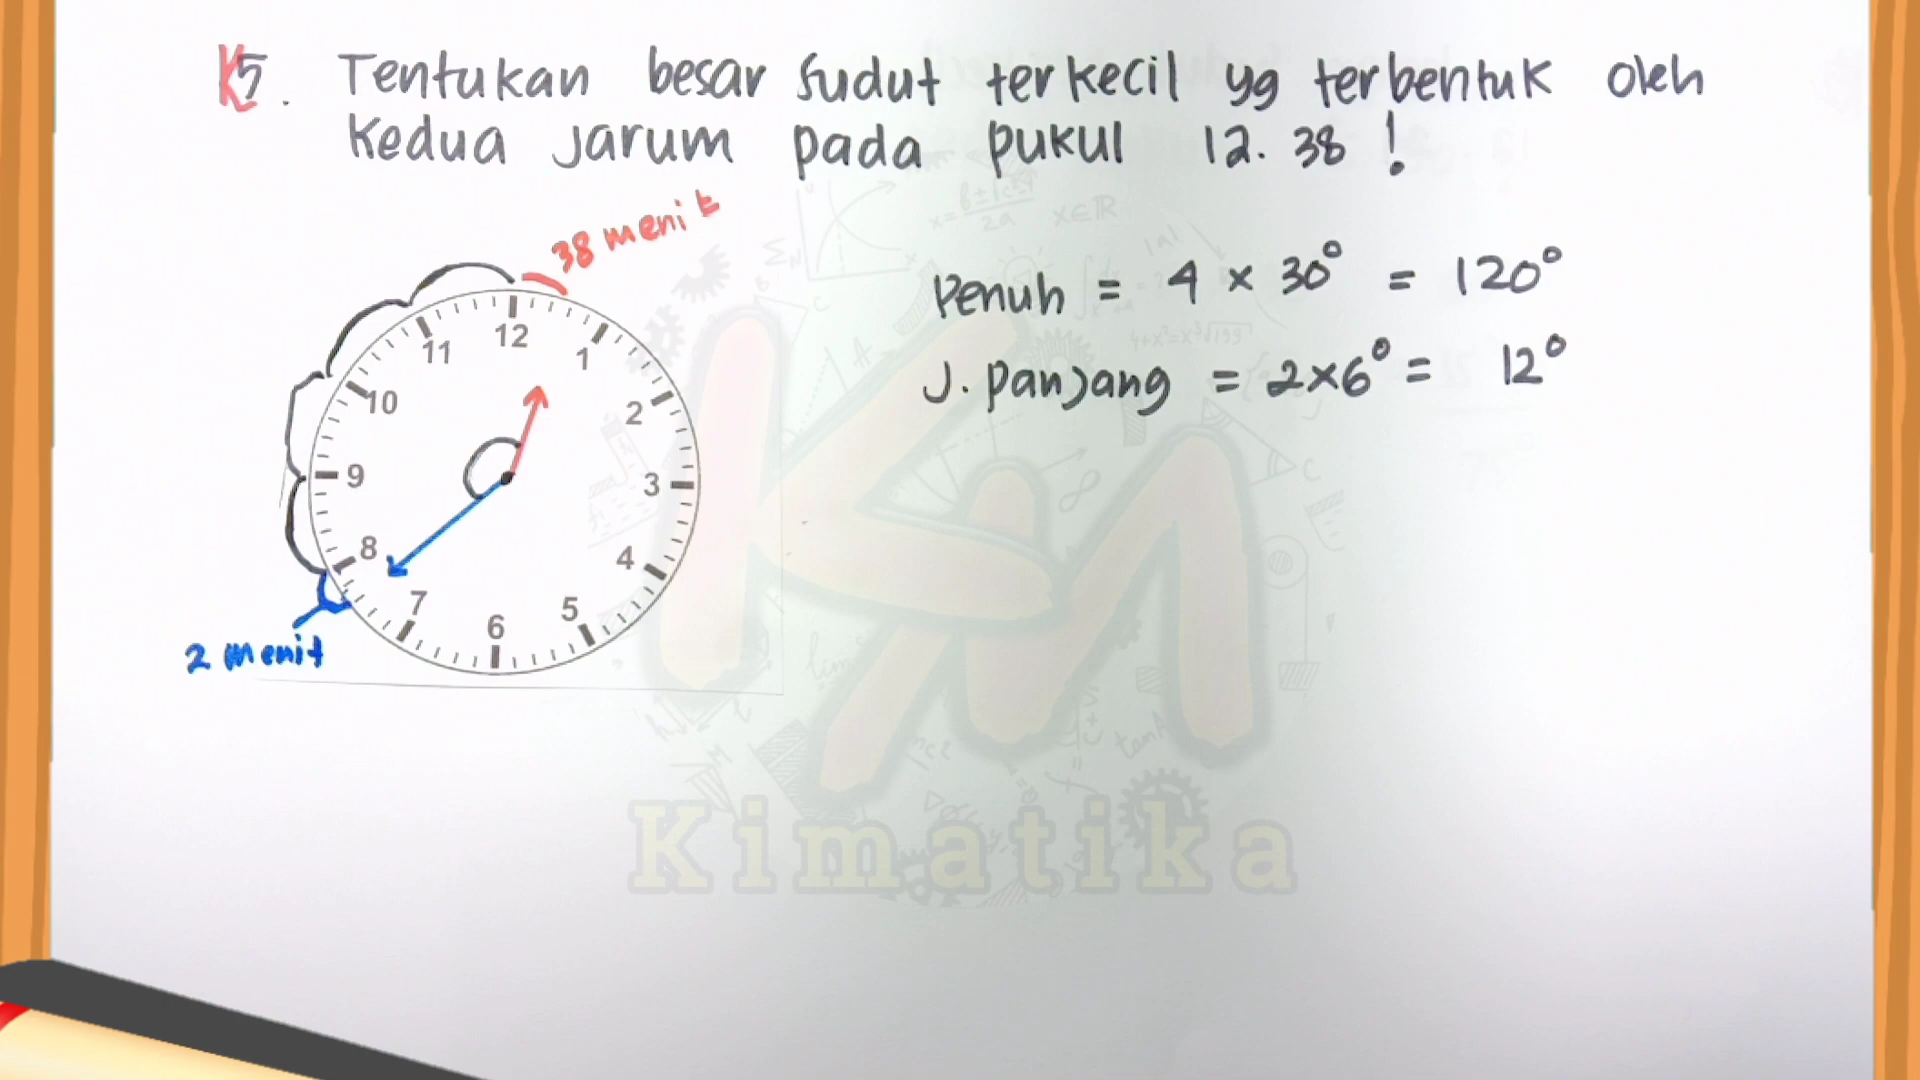 K5. Tentukan besar sudut terkecil yg terbentuk oleh
kedua jarum pada pukul 12.38 !
38 menit
12
1
2
3
4
5
6
7
8
9
10
11
2 menit
Penuh = 4 × 30° = 120°
J. panjang = 2×6° = 12°
KM
Kimatika